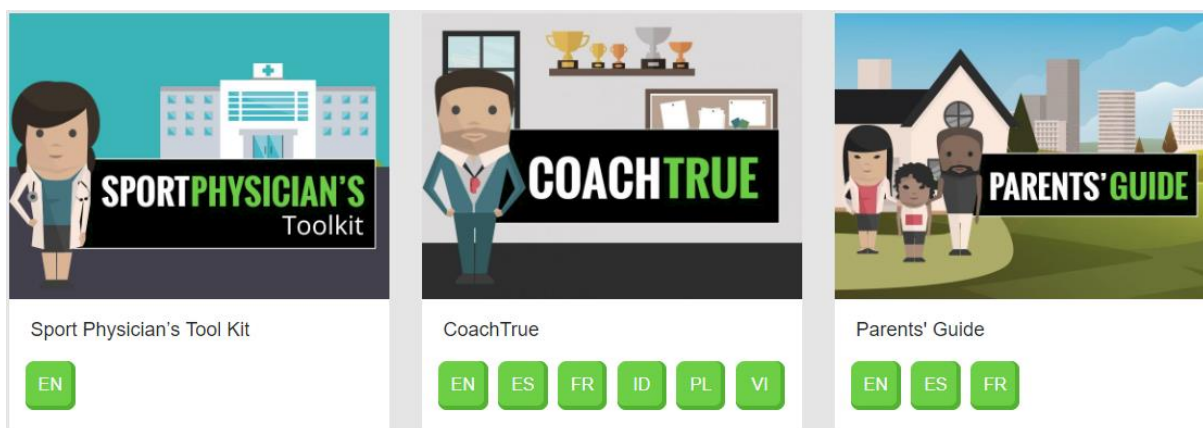 SPORTPHYSICIAN'S
Toolkit
Sport Physician's Tool Kit
EN
COACHTRUE
CoachTrue
EN ES FR ID PL VI
PARENTS' GUIDE
Parents' Guide
EN ES FR